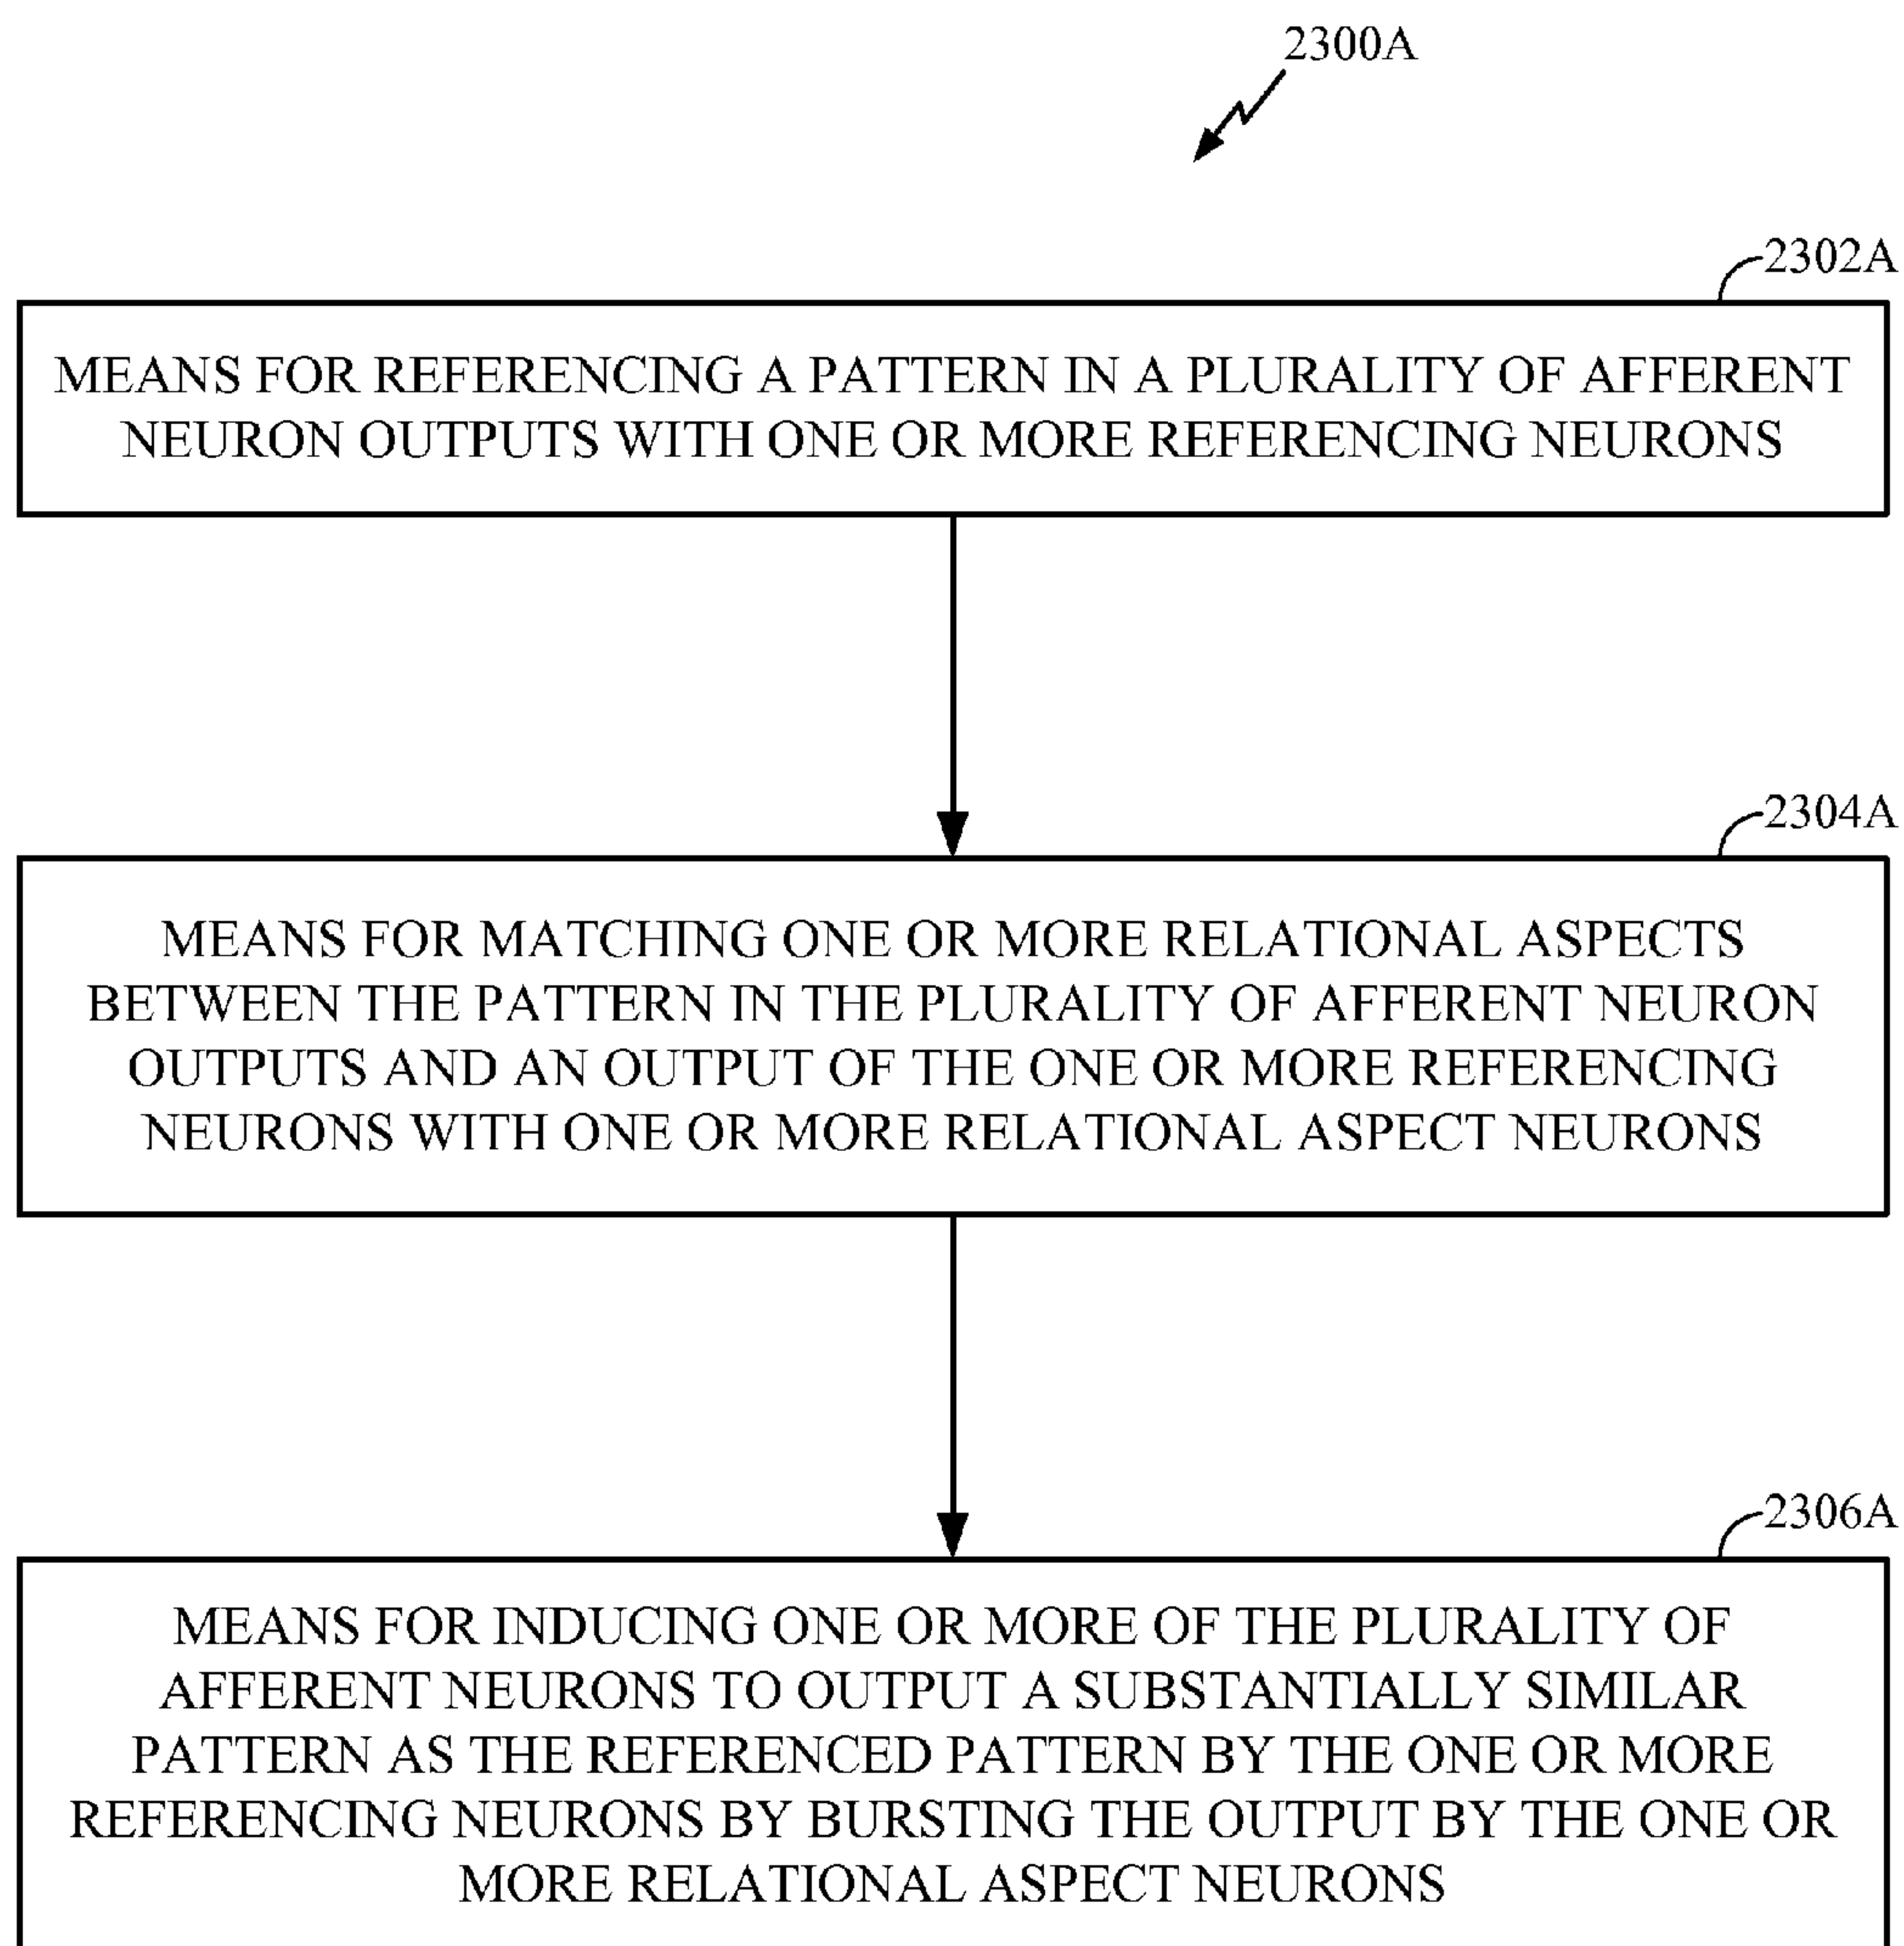 2300A
2302A
MEANS FOR REFERENCING A PATTERN IN A PLURALITY OF AFFERENT
NEURON OUTPUTS WITH ONE OR MORE REFERENCING NEURONS
2304A
MEANS FOR MATCHING ONE OR MORE RELATIONAL ASPECTS
BETWEEN THE PATTERN IN THE PLURALITY OF AFFERENT NEURON
OUTPUTS AND AN OUTPUT OF THE ONE OR MORE REFERENCING
NEURONS WITH ONE OR MORE RELATIONAL ASPECT NEURONS
2306A
MEANS FOR INDUCING ONE OR MORE OF THE PLURALITY OF
AFFERENT NEURONS TO OUTPUT A SUBSTANTIALLY SIMILAR
PATTERN AS THE REFERENCED PATTERN BY THE ONE OR MORE
REFERENCING NEURONS BY BURSTING THE OUTPUT BY THE ONE OR
MORE RELATIONAL ASPECT NEURONS